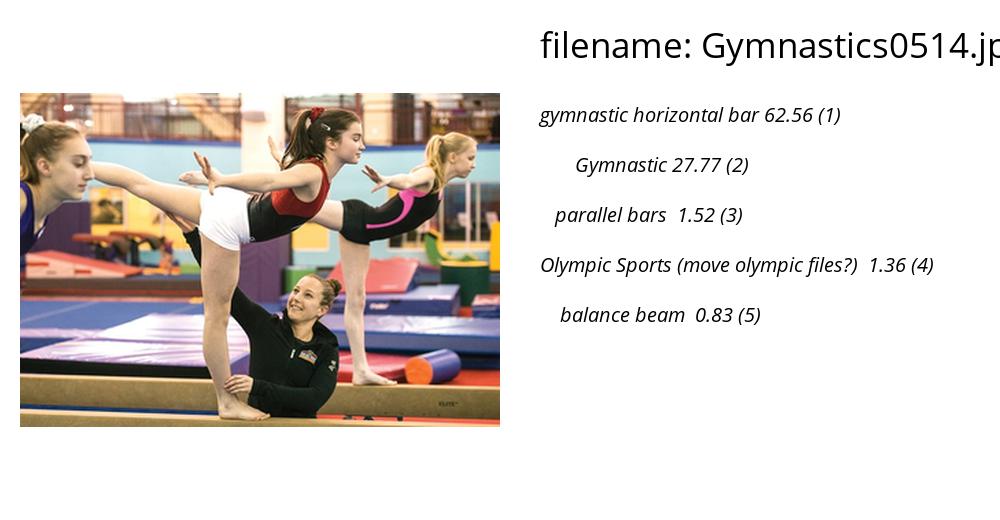 filename: Gymnastics0514.jp
gymnastic horizontal bar 62.56 (1)
Gymnastic 27.77 (2)
parallel bars 1.52 (3)
Olympic Sports (move olympic files?) 1.36 (4)
balance beam 0.83 (5)